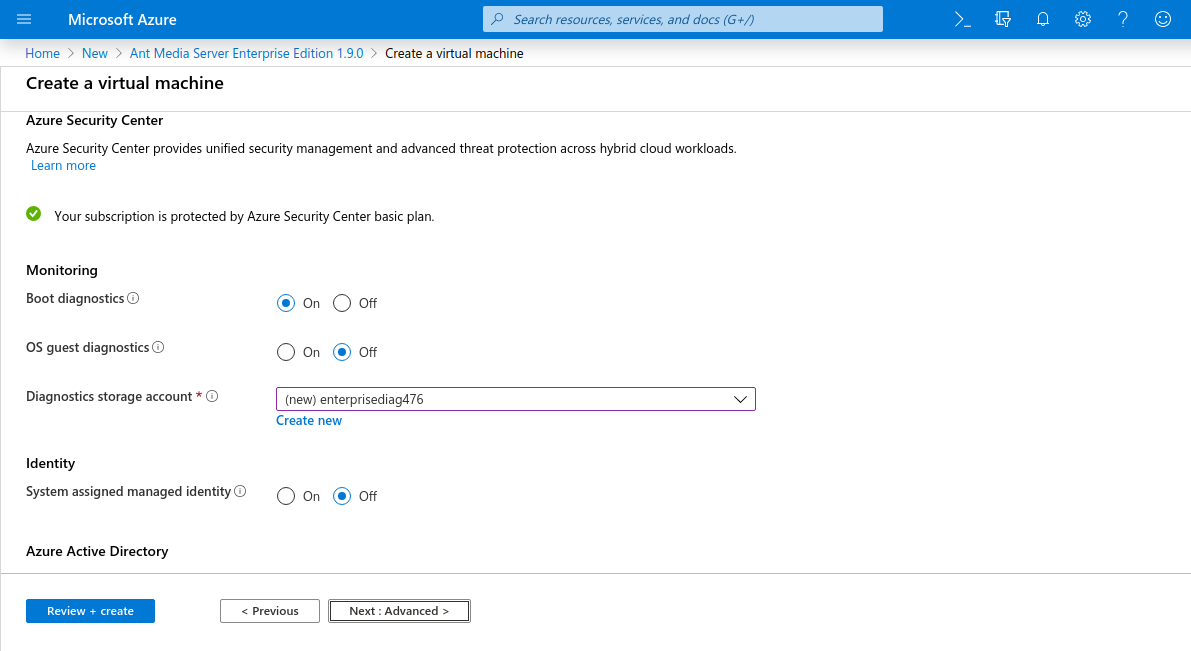 Microsoft Azure
Search resources, services, and docs (G+/)
Home > New > Ant Media Server Enterprise Edition 1.9.0 > Create a virtual machine
Create a virtual machine
Azure Security Center
Azure Security Center provides unified security management and advanced threat protection across hybrid cloud workloads.
Learn more
Your subscription is protected by Azure Security Center basic plan.
Monitoring
Boot diagnostics On Off
OS guest diagnostics On Off
Diagnostics storage account * (new) enterprisediag476
Create new
Identity
System assigned managed identity On Off
Azure Active Directory
Review + create < Previous Next : Advanced >